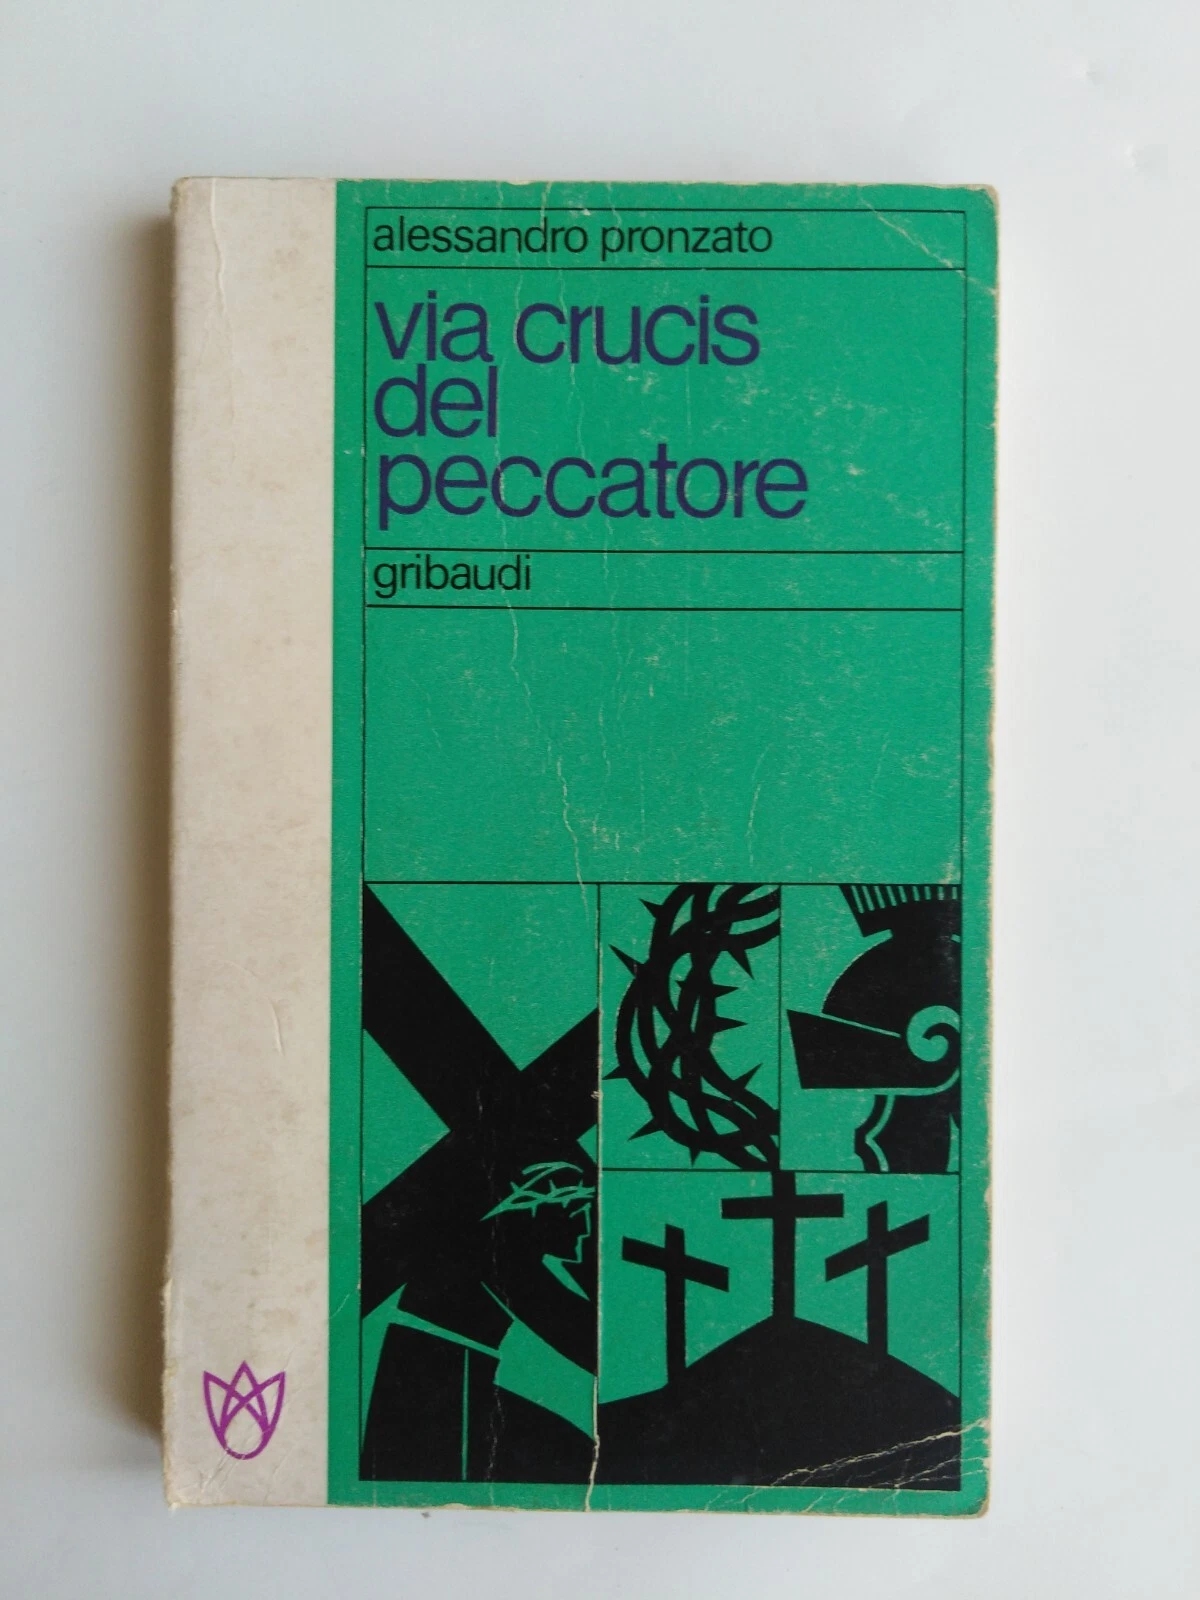 alessandro pronzato
via crucis
del
peccatore
gribaudi